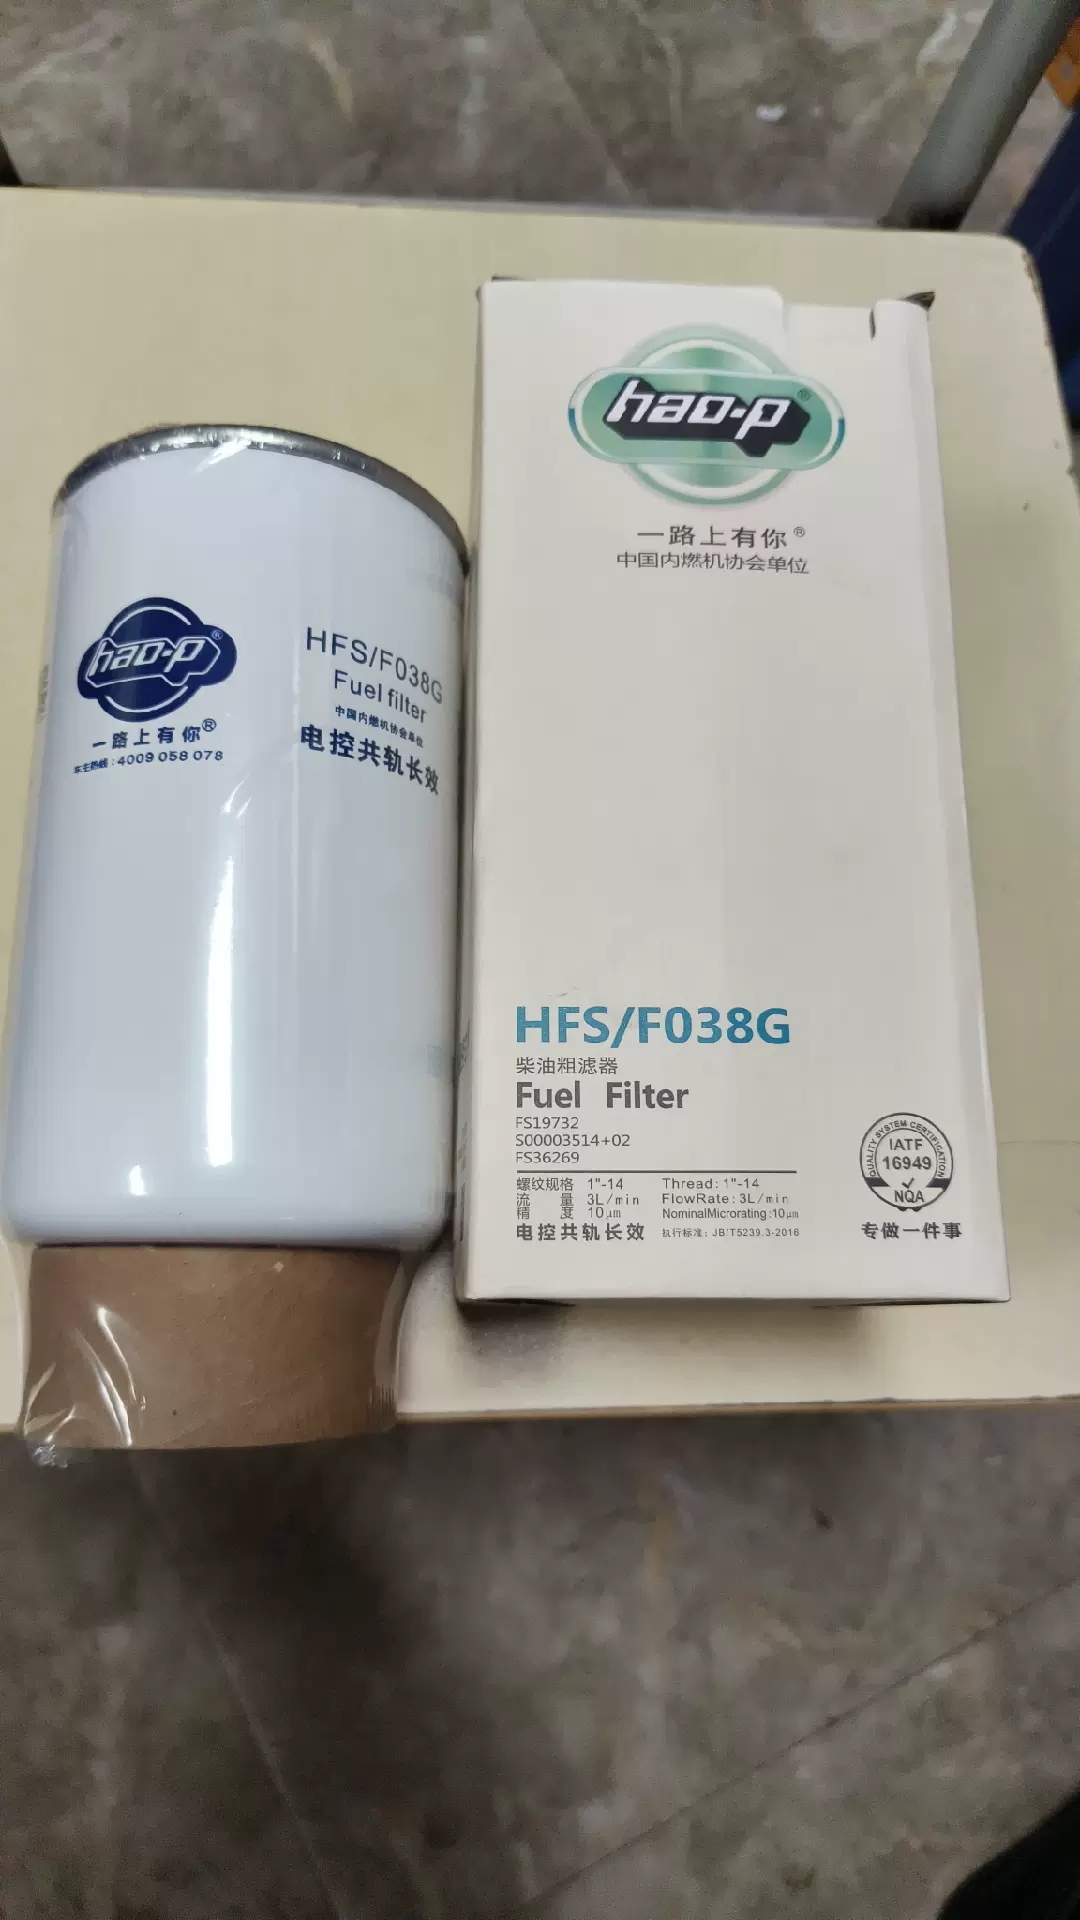 hao-p®
一路上有你®
车主热线:4009 058 078
HFS/F038G
Fuel filter
中国内燃机协会单位
电控共轨长效
hao-p®
一路上有你®
中国内燃机协会单位
HFS/F038G
柴油粗滤器
Fuel Filter
FS19732
S00003514+02
FS36269
螺纹规格 1"-14 Thread: 1"-14
流 量 3L/min FlowRate: 3L/min
精 度 10μm NominalMicrorating:10μm
电控共轨长效 执行标准: JB/T5239.3-2016
QUALITY SYSTEM CERTIFICATION
IATF
16949
NQA
专做一件事